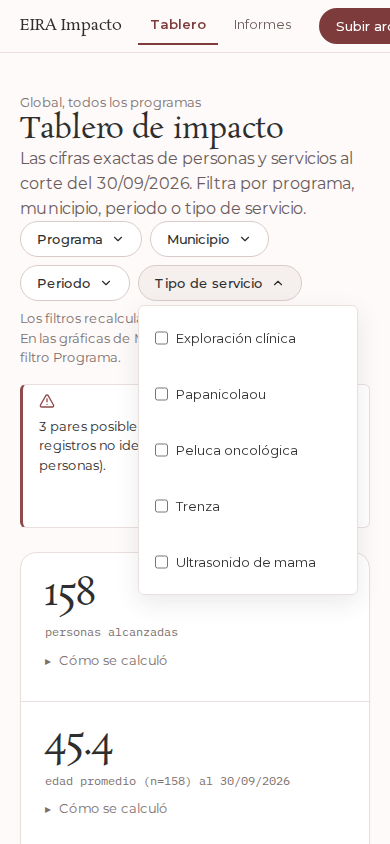 EIRA Impacto
Tablero
Informes
Subir
Global, todos los programas
Tablero de impacto
Las cifras exactas de personas y servicios al
corte del 30/09/2026. Filtra por programa,
municipio, periodo o tipo de servicio.
Programa
Municipio
Periodo
Tipo de servicio
Los filtros
En las gráficas de
filtro Programa.
Exploración clínica
Papanicolaou
Peluca oncológica
Trenza
Ultrasonido de mama
3 pares
registros no
personas).
158
personas alcanzadas
▸ Cómo se calculó
45.4
edad promedio (n=158) al 30/09/2026
▸ Cómo se calculó